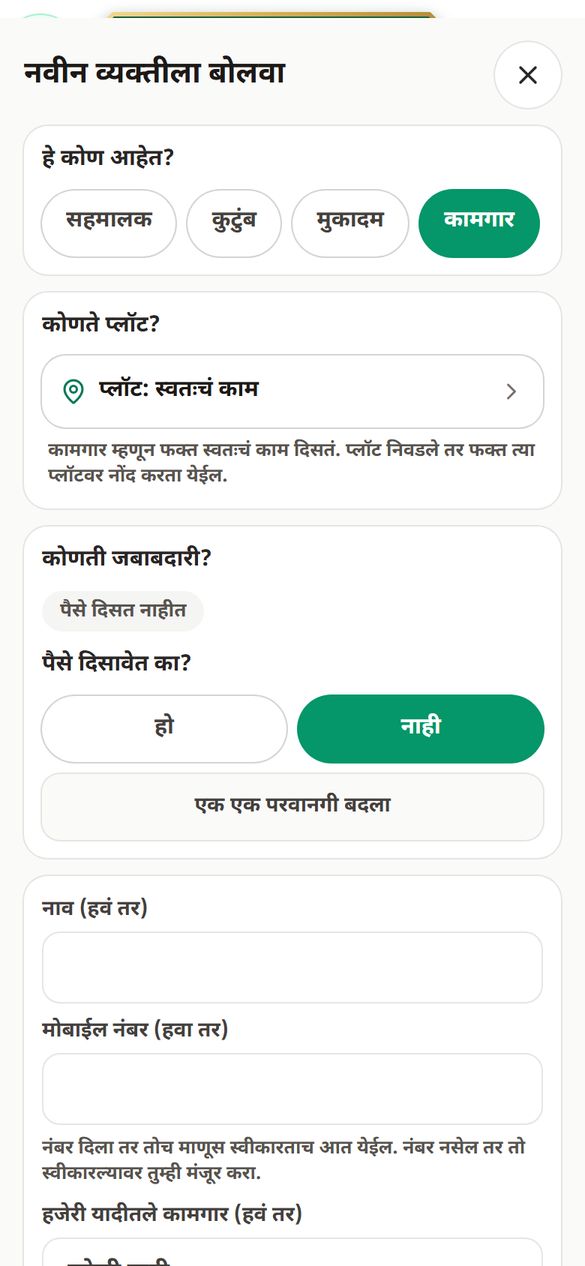 नवीन व्यक्तीला बोलवा
हे कोण आहेत?
सहमालक
कुटुंब
मुकादम
कामगार
कोणते प्लॉट?
प्लॉट: स्वतःचं काम
कामगार म्हणून फक्त स्वतःचं काम दिसतं. प्लॉट निवडले तर फक्त त्या
प्लॉटवर नोंद करता येईल.
कोणती जबाबदारी?
पैसे दिसत नाहीत
पैसे दिसावेत का?
हो
नाही
एक एक परवानगी बदला
नाव (हवं तर)
मोबाईल नंबर (हवा तर)
नंबर दिला तर तोच माणूस स्वीकारताच आत येईल. नंबर नसेल तर तो
स्वीकारल्यावर तुम्ही मंजूर करा.
हजेरी यादीतले कामगार (हवं तर)